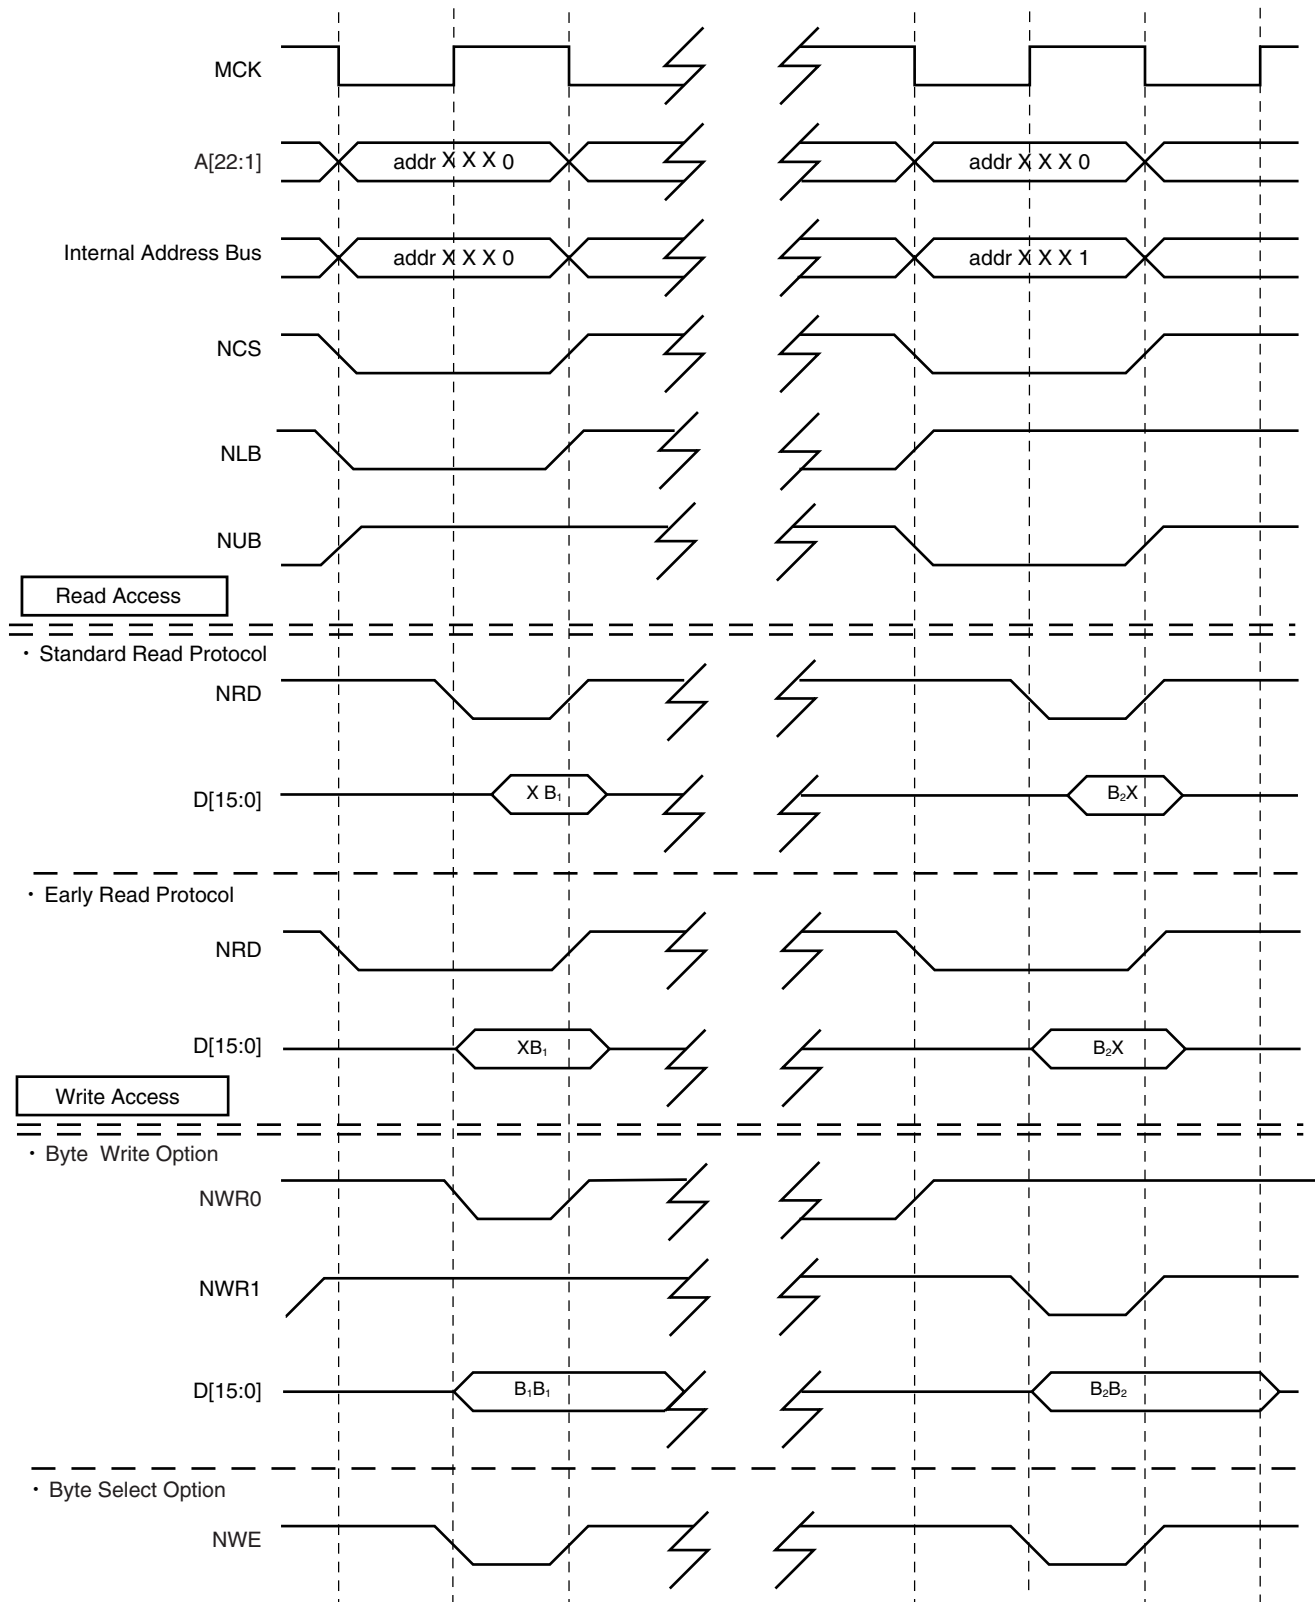 MCK
A[22:1]
addr X X X 0
addr X X X 0
Internal Address Bus
addr X X X 0
addr X X X 1
NCS
NLB
NUB
Read Access
· Standard Read Protocol
NRD
D[15:0]
X B₁
B₂X
· Early Read Protocol
NRD
D[15:0]
XB₁
B₂X
Write Access
· Byte Write Option
NWR0
NWR1
D[15:0]
B₁B₁
B₂B₂
· Byte Select Option
NWE